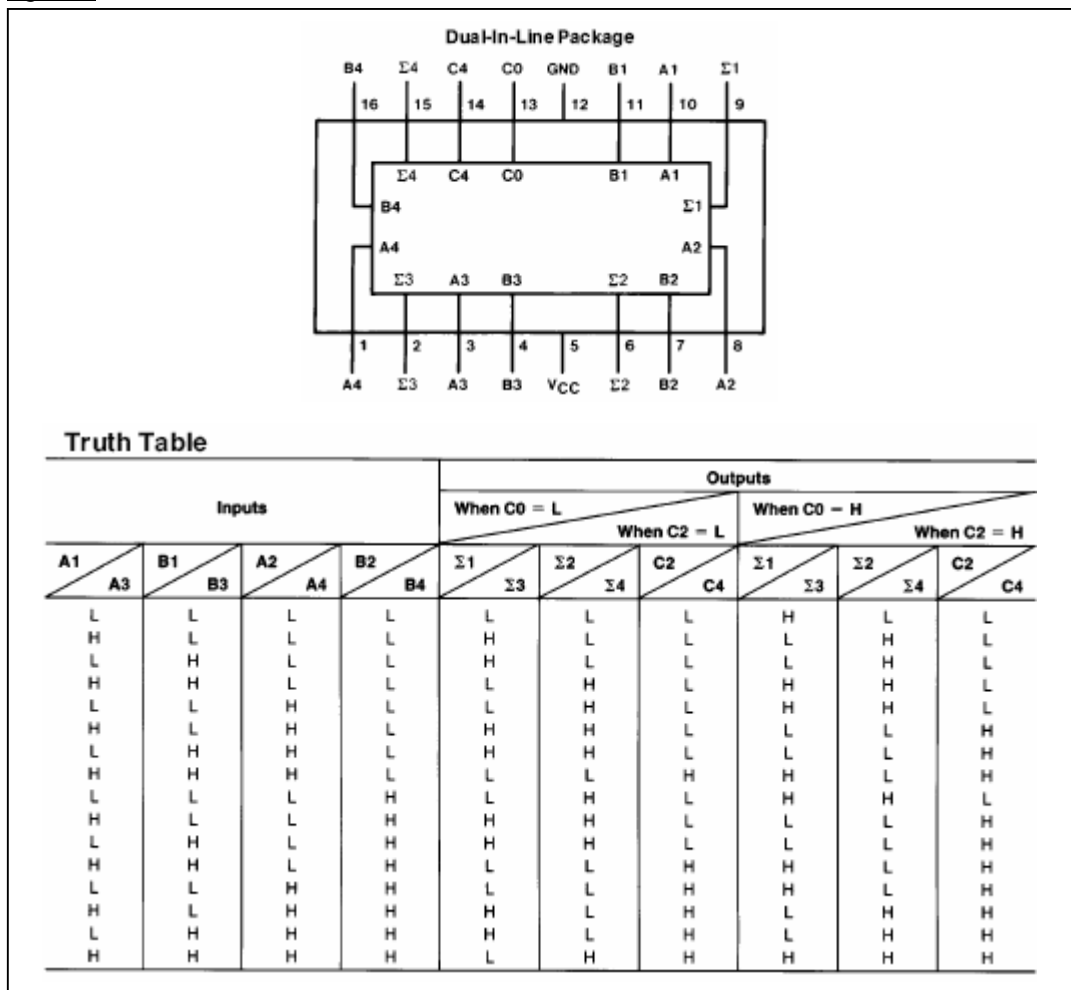 Dual-In-Line Package
B4 Σ4 C4 C0 GND B1 A1 Σ1
16 15 14 13 12 11 10 9
Σ4 C4 C0 B1 A1
B4 Σ1
A4 A2
Σ3 A3 B3 Σ2 B2
1 2 3 4 5 6 7 8
A4 Σ3 A3 B3 VCC Σ2 B2 A2
Truth Table
Outputs
Inputs When C0 = L When C0 – H
When C2 = L When C2 = H
A1 B1 A2 B2 Σ1 Σ2 C2 Σ1 Σ2 C2
A3 B3 A4 B4 Σ3 Σ4 C4 Σ3 Σ4 C4
L L L L L L L H L L
H L L L H L L L H L
L H L L H L L L H L
H H L L L H L H H L
L L H L L H L H H L
H L H L H H L L L H
L H H L H H L L L H
H H H L L L H H L H
L L L H L H L H H L
H L L H H H L L L H
L H L H H H L L L H
H H L H L L H H L H
L L H H L L H H L H
H L H H H L H L H H
L H H H H L H L H H
H H H H L H H H H H